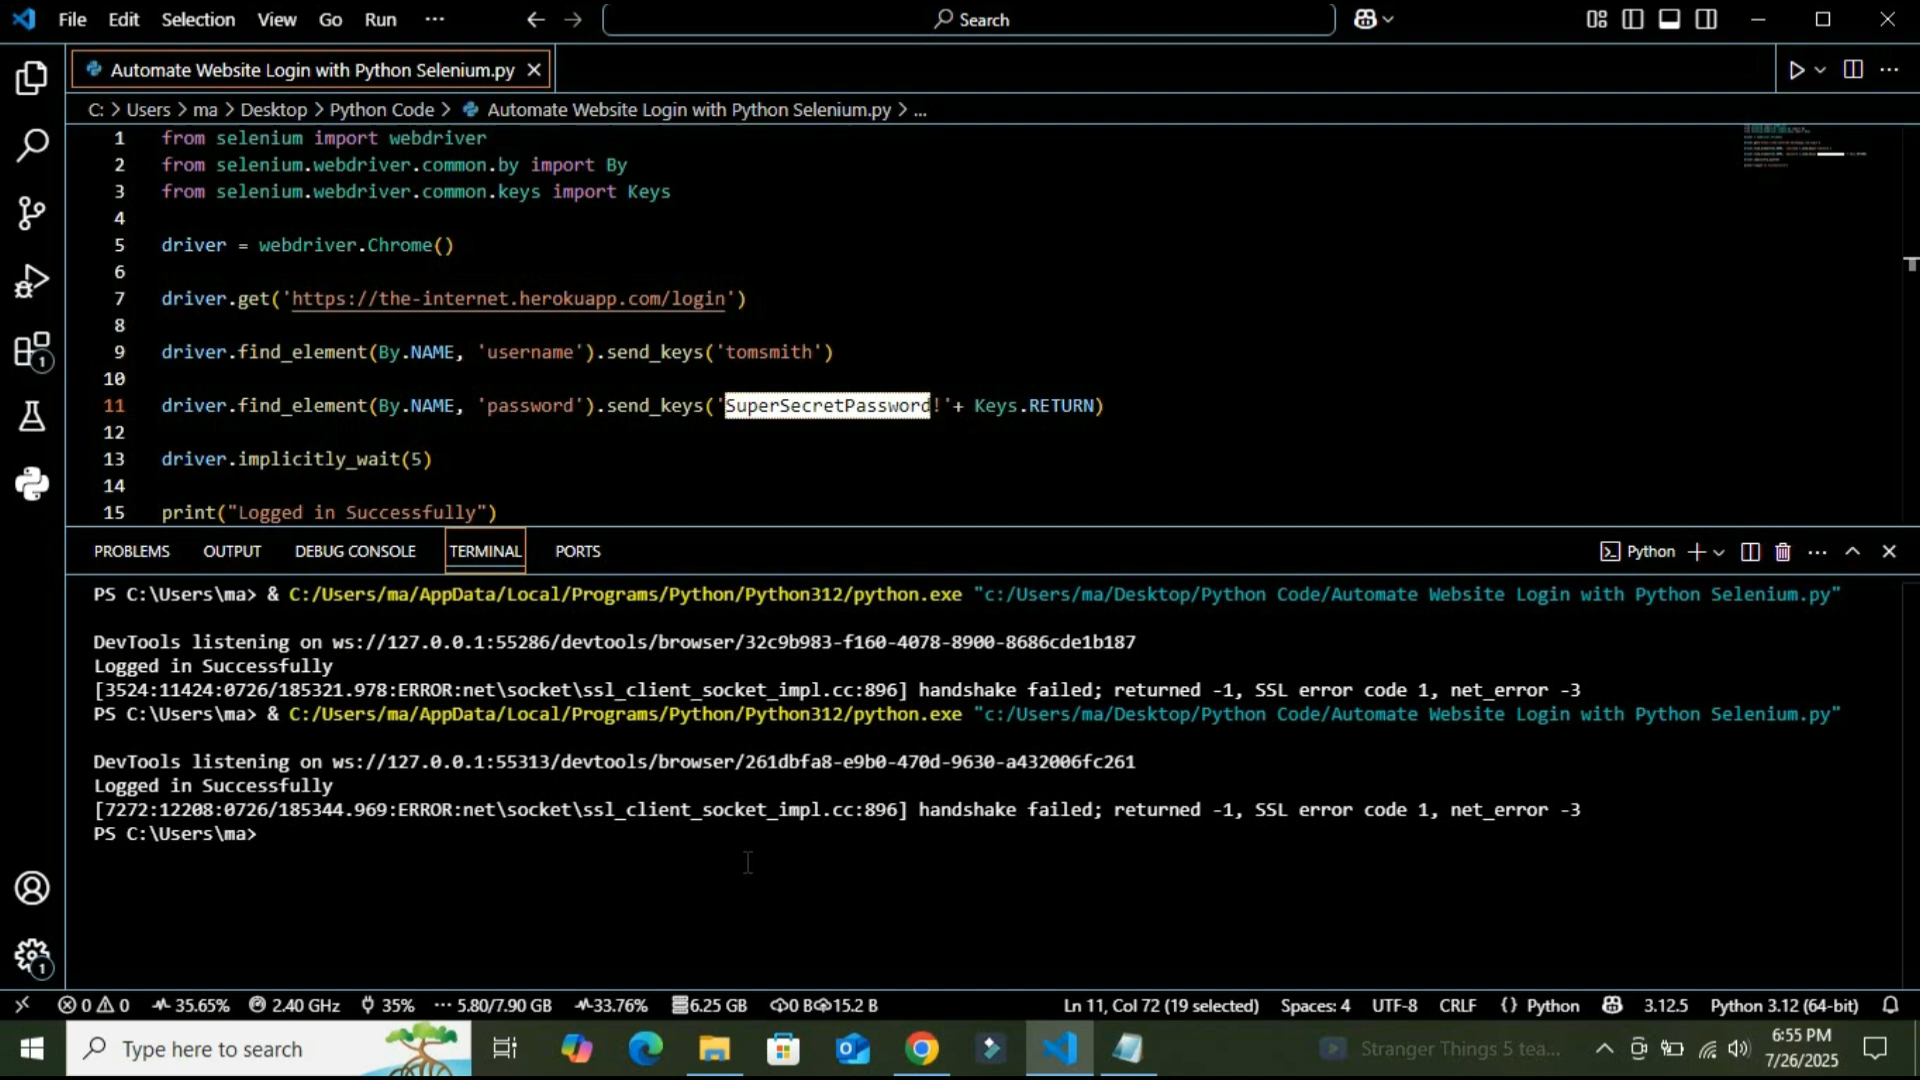 File Edit Selection View Go Run ··· Search
Automate Website Login with Python Selenium.py
C: > Users > ma > Desktop > Python Code > Automate Website Login with Python Selenium.py > ...
1 from selenium import webdriver
2 from selenium.webdriver.common.by import By
3 from selenium.webdriver.common.keys import Keys
4
5 driver = webdriver.Chrome()
6
7 driver.get('https://the-internet.herokuapp.com/login')
8
9 driver.find_element(By.NAME, 'username').send_keys('tomsmith')
10
11 driver.find_element(By.NAME, 'password').send_keys('SuperSecretPassword!'+ Keys.RETURN)
12
13 driver.implicitly_wait(5)
14
15 print("Logged in Successfully")
PROBLEMS OUTPUT DEBUG CONSOLE TERMINAL PORTS Python
PS C:\Users\ma> & C:/Users/ma/AppData/Local/Programs/Python/Python312/python.exe "c:/Users/ma/Desktop/Python Code/Automate Website Login with Python Selenium.py"
DevTools listening on ws://127.0.0.1:55286/devtools/browser/32c9b983-f160-4078-8900-8686cde1b187
Logged in Successfully
[3524:11424:0726/185321.978:ERROR:net\socket\ssl_client_socket_impl.cc:896] handshake failed; returned -1, SSL error code 1, net_error -3
PS C:\Users\ma> & C:/Users/ma/AppData/Local/Programs/Python/Python312/python.exe "c:/Users/ma/Desktop/Python Code/Automate Website Login with Python Selenium.py"
DevTools listening on ws://127.0.0.1:55313/devtools/browser/261dbfa8-e9b0-470d-9630-a432006fc261
Logged in Successfully
[7272:12208:0726/185344.969:ERROR:net\socket\ssl_client_socket_impl.cc:896] handshake failed; returned -1, SSL error code 1, net_error -3
PS C:\Users\ma>
0 0 35.65% 2.40 GHz 35% 5.80/7.90 GB 33.76% 6.25 GB 0 B 15.2 B Ln 11, Col 72 (19 selected) Spaces: 4 UTF-8 CRLF {} Python 3.12.5 Python 3.12 (64-bit)
Type here to search Stranger Things 5 tea... 6:55 PM
7/26/2025